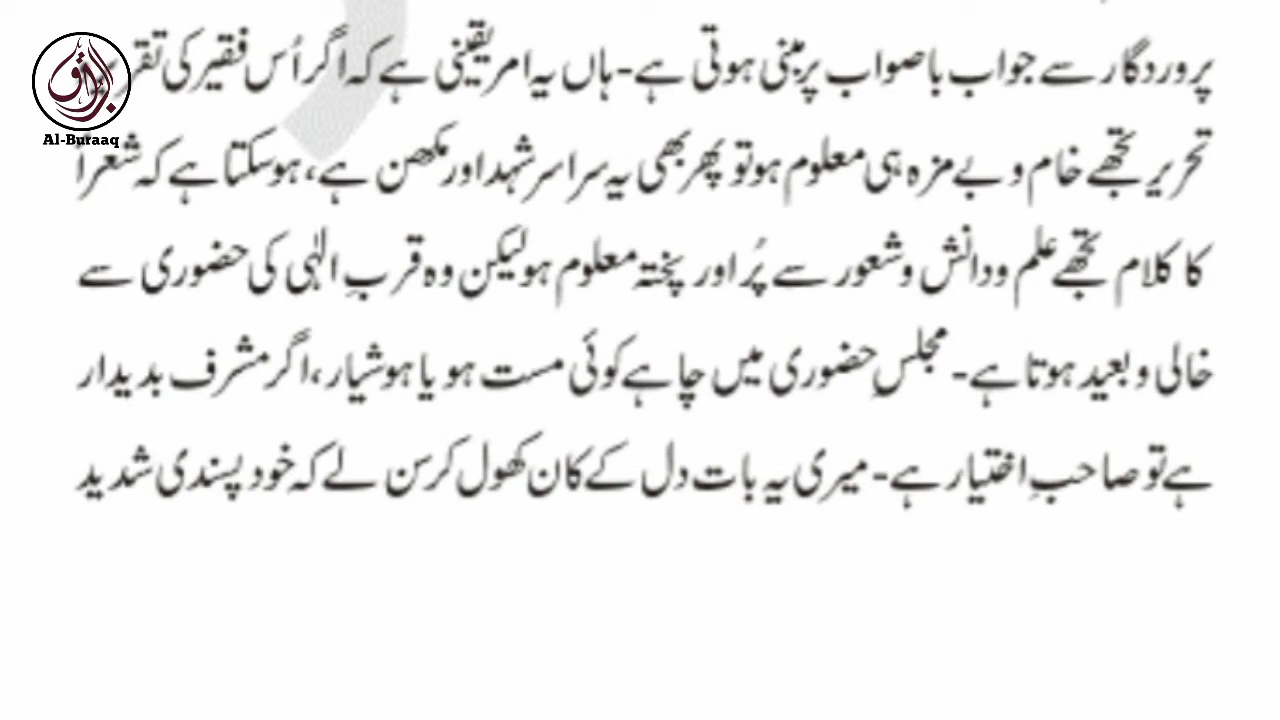 پروردگار سے جواب باصواب پر مبنی ہوتی ہے۔ ہاں یہ امر یقینی ہے کہ اگر اُس فقیر کی
تحریر تجھے خام و بے مزہ ہی معلوم ہو تو پھر بھی یہ سراسر شہد اور مکھن ہے، ہو سکتا ہے کہ شعرأ
کا کلام تجھے علم و دانش و شعور سے پُر اور پختہ معلوم ہو لیکن وہ قربِ الٰہی کی حضوری سے
خالی و بعید ہوتا ہے۔ مجلسِ حضوری میں چاہے کوئی مست ہو یا ہوشیار، اگر مشرف بدیدار
ہے تو صاحبِ اختیار ہے۔ میری یہ بات دل کے کان کھول کر سن لے کہ خود پسندی شدید
Al-Buraaq